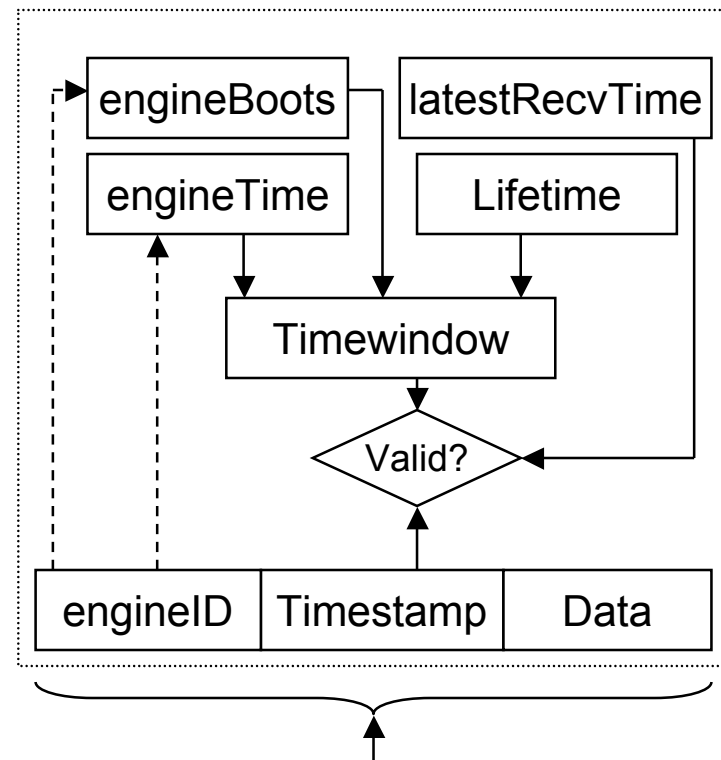 engineBoots
latestRecvTime
engineTime
Lifetime
Timewindow
Valid?
engineID
Timestamp
Data